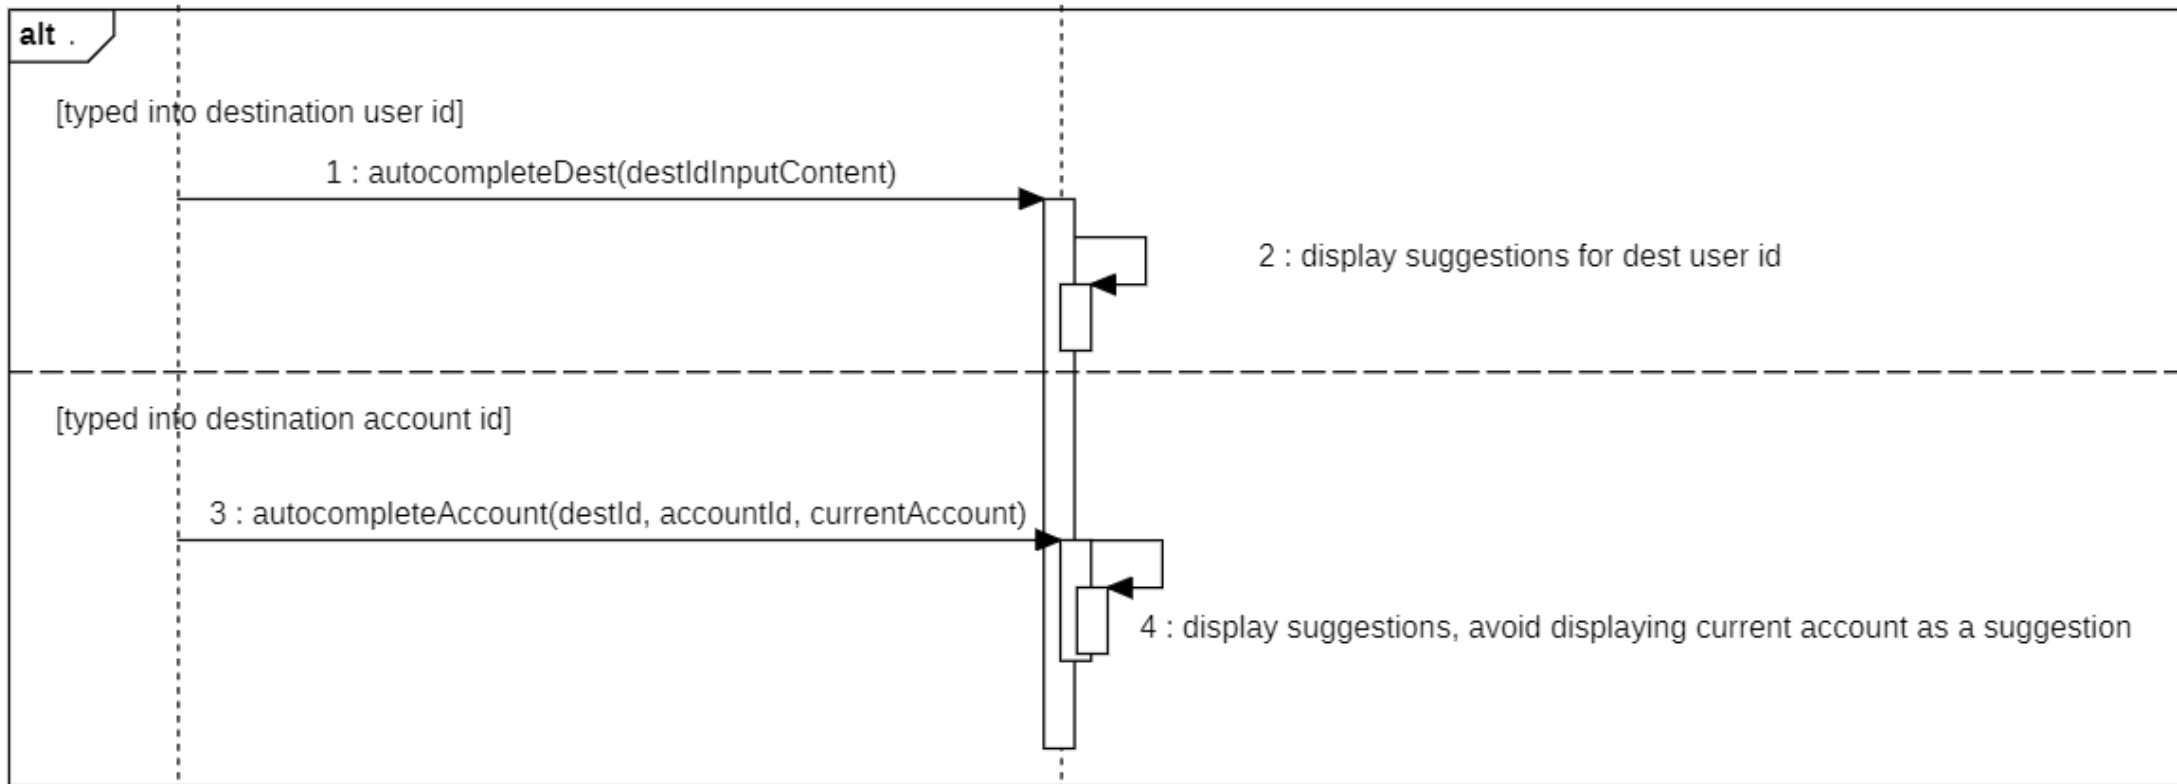 alt .
[typed into destination user id]
1 : autocompleteDest(destIdInputContent)
2 : display suggestions for dest user id
[typed into destination account id]
3 : autocompleteAccount(destId, accountId, currentAccount)
4 : display suggestions, avoid displaying current account as a suggestion